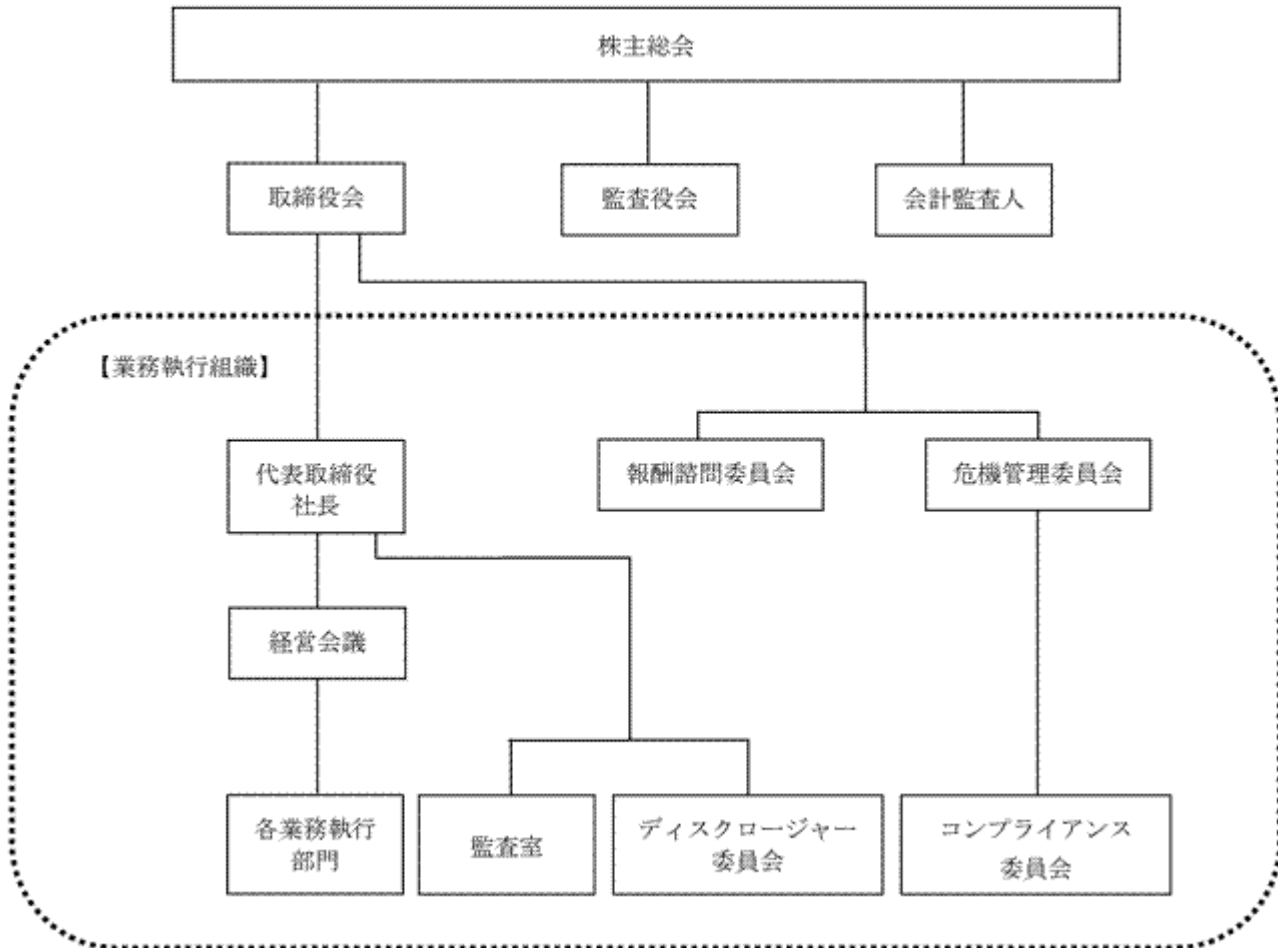 株主総会
取締役会
監査役会
会計監査人
【業務執行組織】
代表取締役
社長
報酬諮問委員会
危機管理委員会
経営会議
各業務執行
部門
監査室
ディスクロージャー
委員会
コンプライアンス
委員会